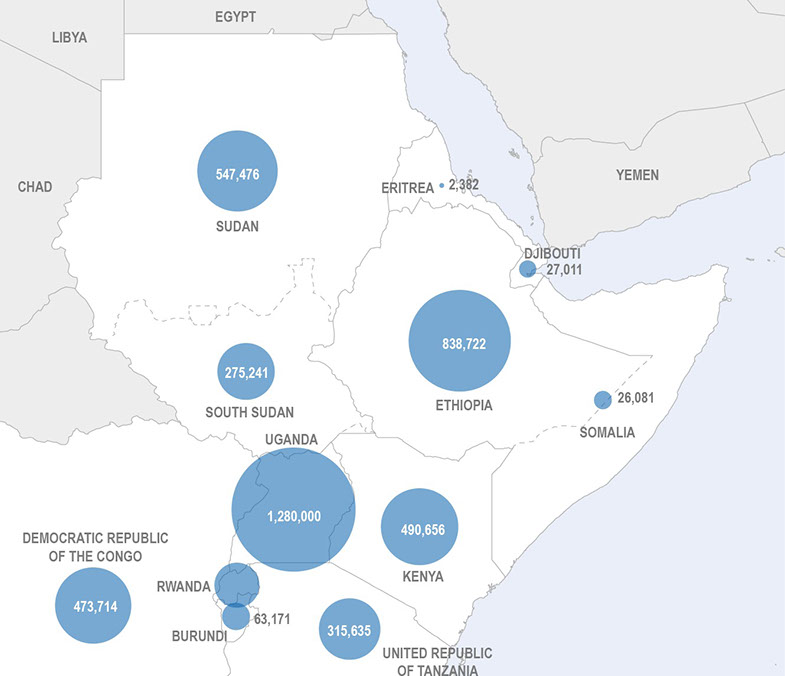 EGYPT
LIBYA
CHAD
547,476
SUDAN
ERITREA
2,382
YEMEN
DJIBOUTI
27,011
838,722
ETHIOPIA
275,241
SOUTH SUDAN
26,081
SOMALIA
UGANDA
1,280,000
490,656
KENYA
DEMOCRATIC REPUBLIC
OF THE CONGO
473,714
RWANDA
63,171
BURUNDI
315,635
UNITED REPUBLIC
OF TANZANIA